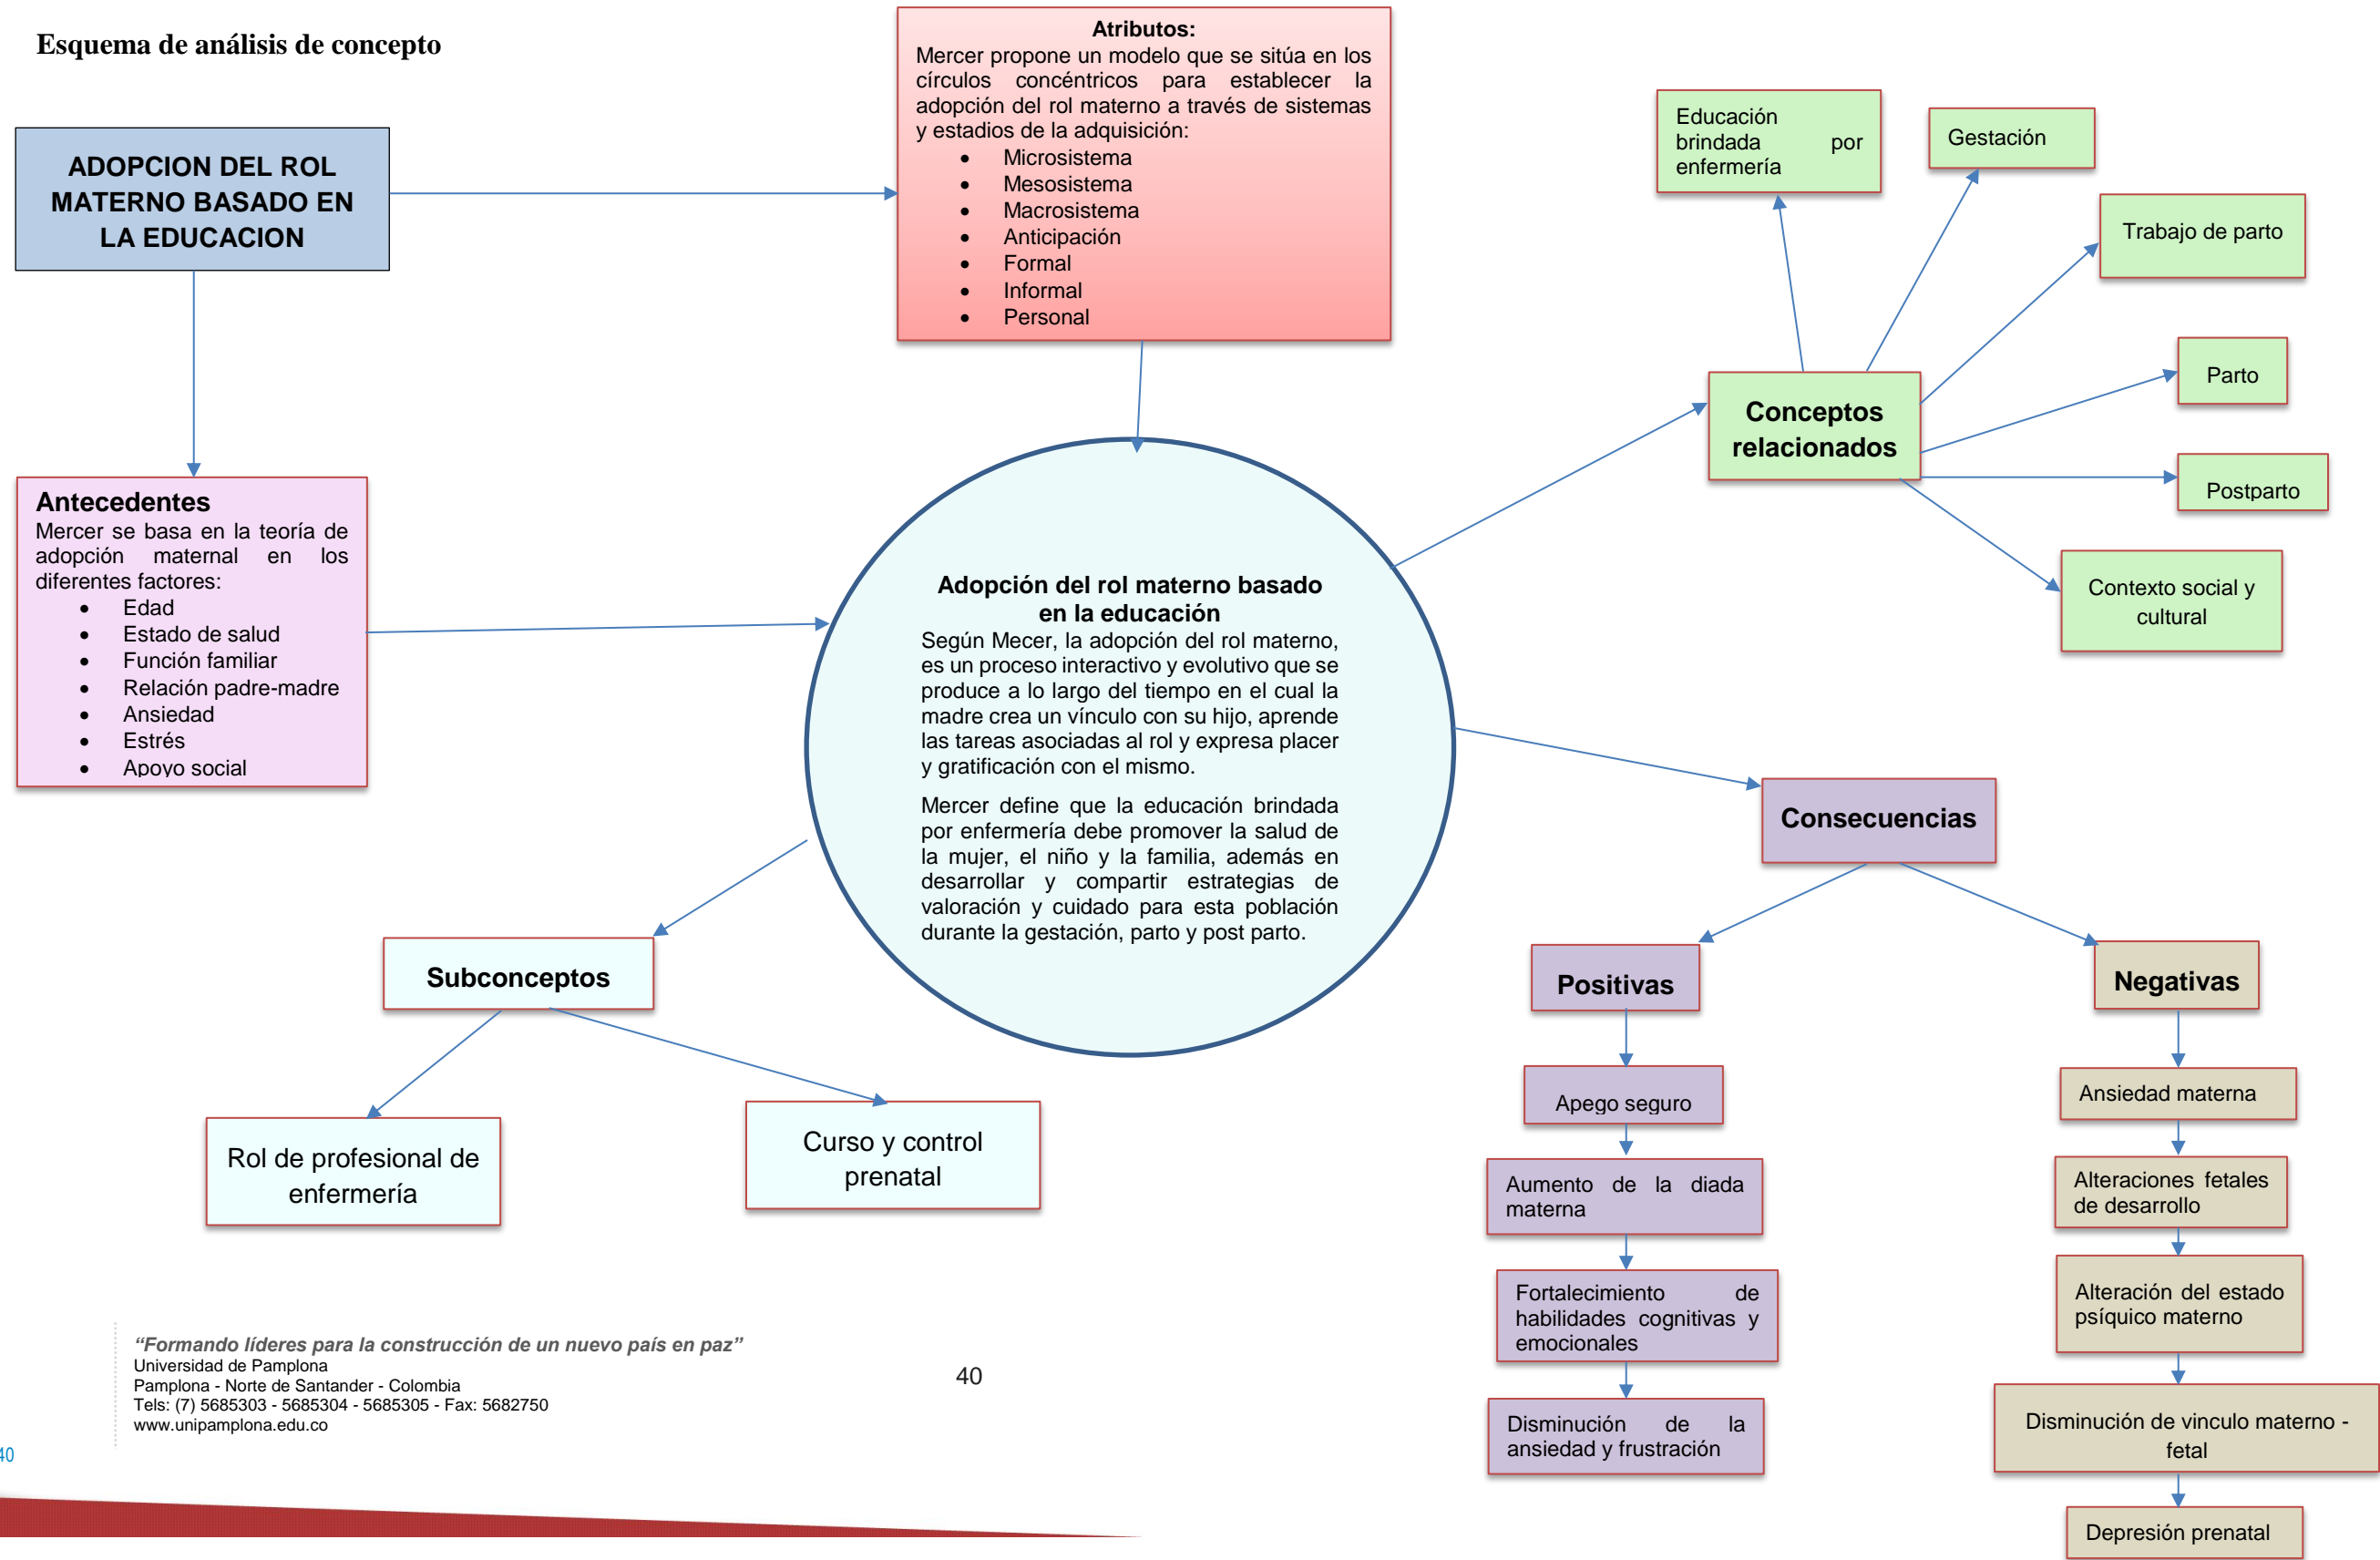 Esquema de análisis de concepto
ADOPCION DEL ROL
MATERNO BASADO EN
LA EDUCACION
Atributos:
Mercer propone un modelo que se sitúa en los
círculos concéntricos para establecer la
adopción del rol materno a través de sistemas
y estadios de la adquisición:
• Microsistema
• Mesosistema
• Macrosistema
• Anticipación
• Formal
• Informal
• Personal
Antecedentes
Mercer se basa en la teoría de
adopción maternal en los
diferentes factores:
• Edad
• Estado de salud
• Función familiar
• Relación padre-madre
• Ansiedad
• Estrés
• Apoyo social
Adopción del rol materno basado
en la educación
Según Mecer, la adopción del rol materno,
es un proceso interactivo y evolutivo que se
produce a lo largo del tiempo en el cual la
madre crea un vínculo con su hijo, aprende
las tareas asociadas al rol y expresa placer
y gratificación con el mismo.
Mercer define que la educación brindada
por enfermería debe promover la salud de
la mujer, el niño y la familia, además en
desarrollar y compartir estrategias de
valoración y cuidado para esta población
durante la gestación, parto y post parto.
Conceptos
relacionados
Educación
brindada por
enfermería
Gestación
Trabajo de parto
Parto
Postparto
Contexto social y
cultural
Subconceptos
Rol de profesional de
enfermería
Curso y control
prenatal
Consecuencias
Positivas
Apego seguro
Aumento de la diada
materna
Fortalecimiento de
habilidades cognitivas y
emocionales
Disminución de la
ansiedad y frustración
Negativas
Ansiedad materna
Alteraciones fetales
de desarrollo
Alteración del estado
psíquico materno
Disminución de vinculo materno -
fetal
Depresión prenatal
“Formando líderes para la construcción de un nuevo país en paz”
Universidad de Pamplona
Pamplona - Norte de Santander - Colombia
Tels: (7) 5685303 - 5685304 - 5685305 - Fax: 5682750
www.unipamplona.edu.co
40
40